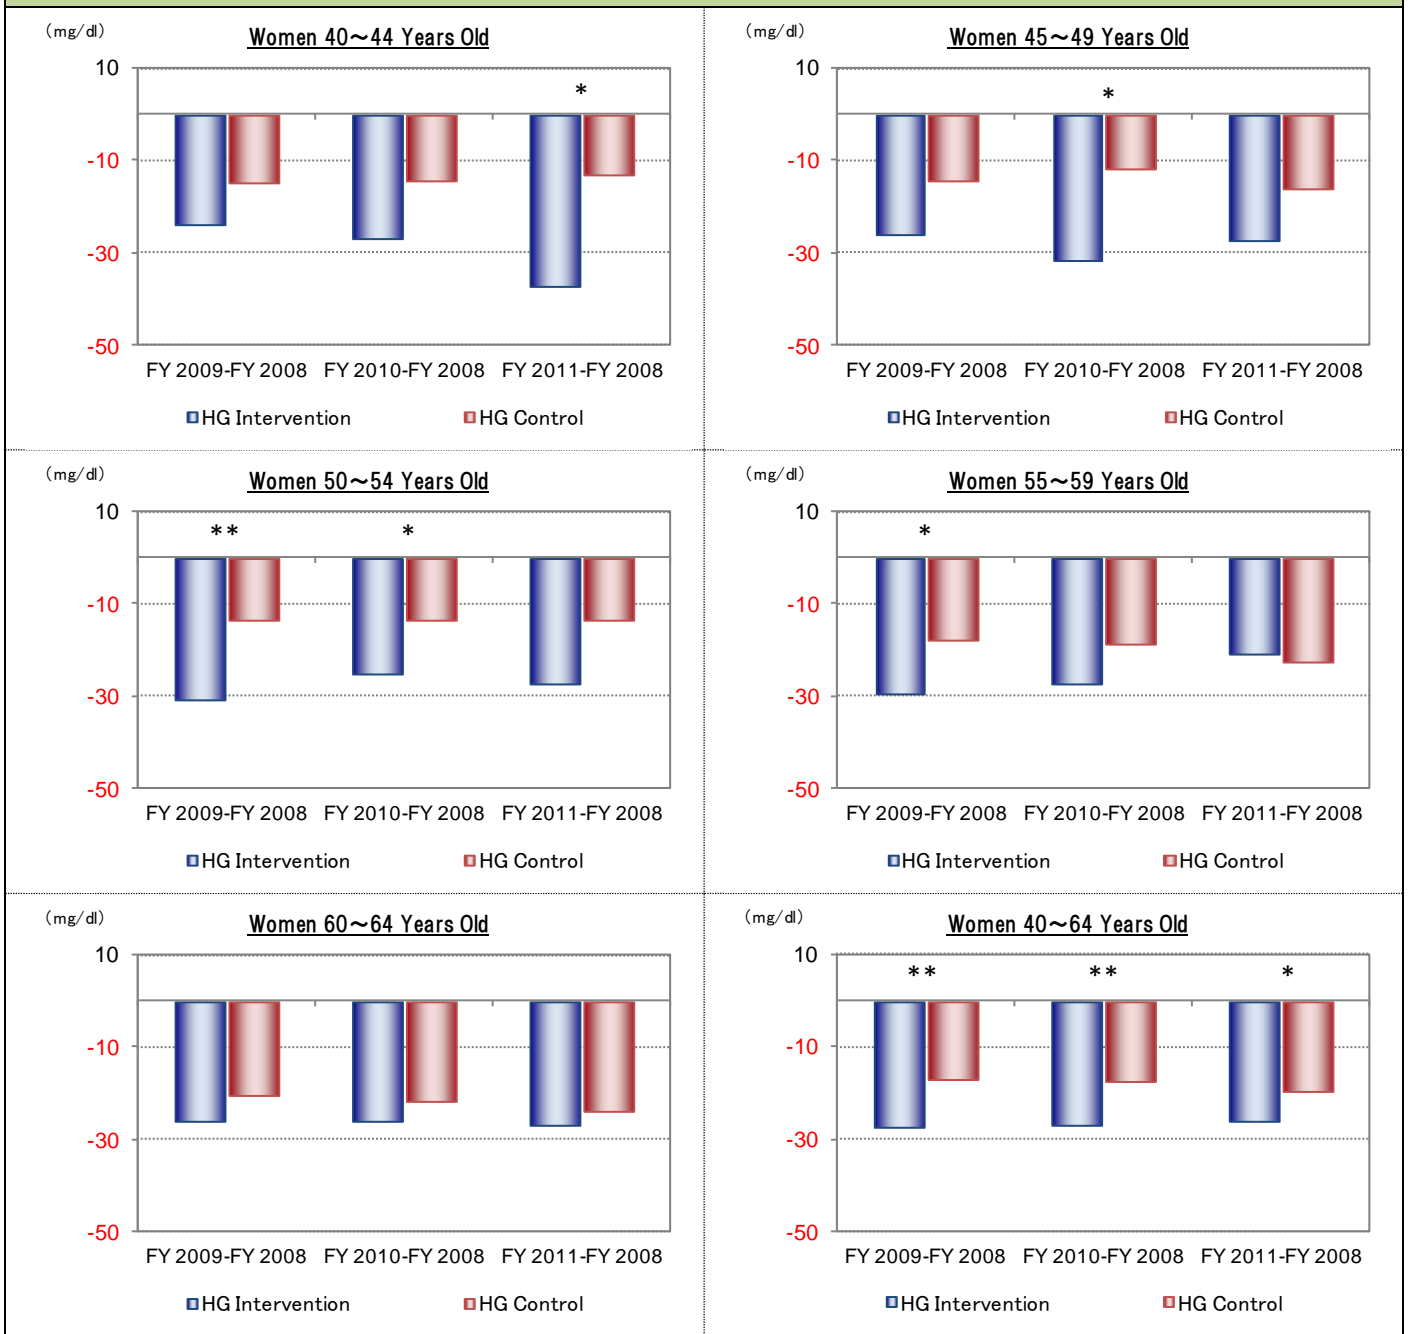 (mg/dl)
Women 40～44 Years Old
10
*
-10
-30
-50
FY 2009-FY 2008 FY 2010-FY 2008 FY 2011-FY 2008
HG Intervention HG Control
(mg/dl)
Women 45～49 Years Old
10
*
-10
-30
-50
FY 2009-FY 2008 FY 2010-FY 2008 FY 2011-FY 2008
HG Intervention HG Control
(mg/dl)
Women 50～54 Years Old
10
** *
-10
-30
-50
FY 2009-FY 2008 FY 2010-FY 2008 FY 2011-FY 2008
HG Intervention HG Control
(mg/dl)
Women 55～59 Years Old
10
*
-10
-30
-50
FY 2009-FY 2008 FY 2010-FY 2008 FY 2011-FY 2008
HG Intervention HG Control
(mg/dl)
Women 60～64 Years Old
10
-10
-30
-50
FY 2009-FY 2008 FY 2010-FY 2008 FY 2011-FY 2008
HG Intervention HG Control
(mg/dl)
Women 40～64 Years Old
10
** ** *
-10
-30
-50
FY 2009-FY 2008 FY 2010-FY 2008 FY 2011-FY 2008
HG Intervention HG Control